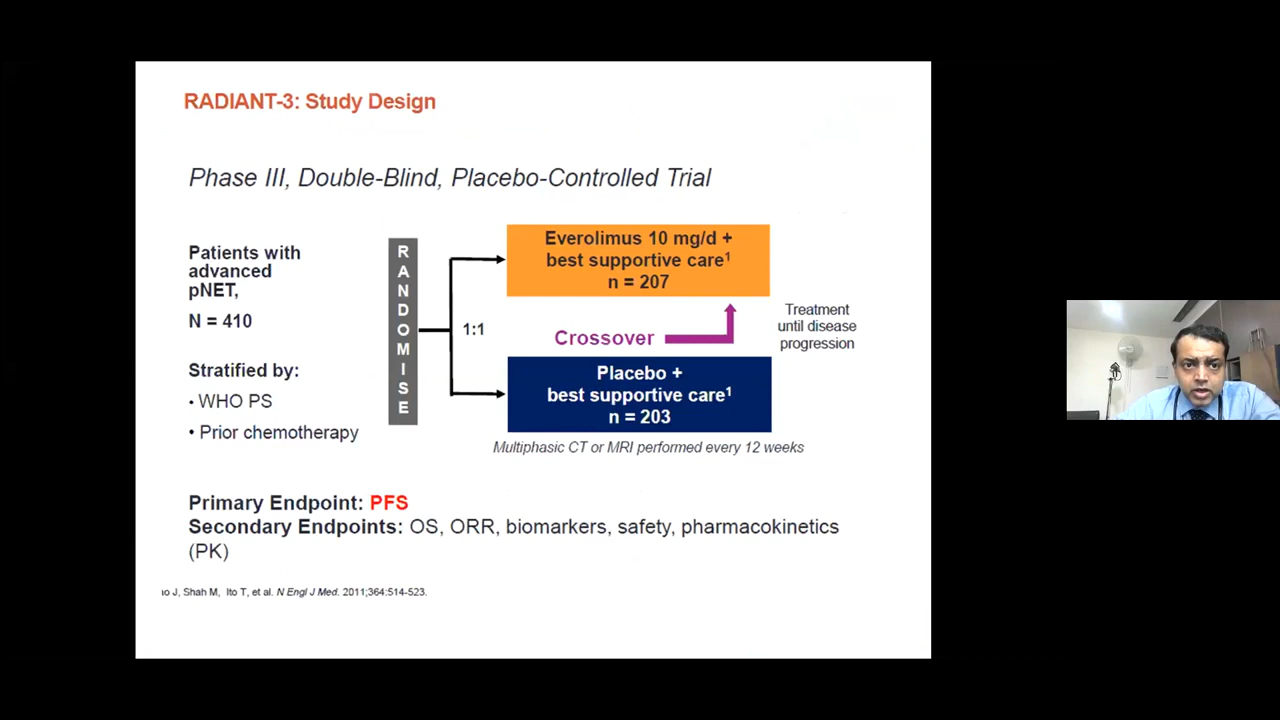 RADIANT-3: Study Design
Phase III, Double-Blind, Placebo-Controlled Trial
Patients with
advanced
pNET,
N = 410
Stratified by:
• WHO PS
• Prior chemotherapy
RANDOMISE
1:1
Everolimus 10 mg/d +
best supportive care¹
n = 207
Crossover
Placebo +
best supportive care¹
n = 203
Treatment
until disease
progression
Multiphasic CT or MRI performed every 12 weeks
Primary Endpoint: PFS
Secondary Endpoints: OS, ORR, biomarkers, safety, pharmacokinetics
(PK)
J, Shah M, Ito T, et al. N Engl J Med. 2011;364:514-523.